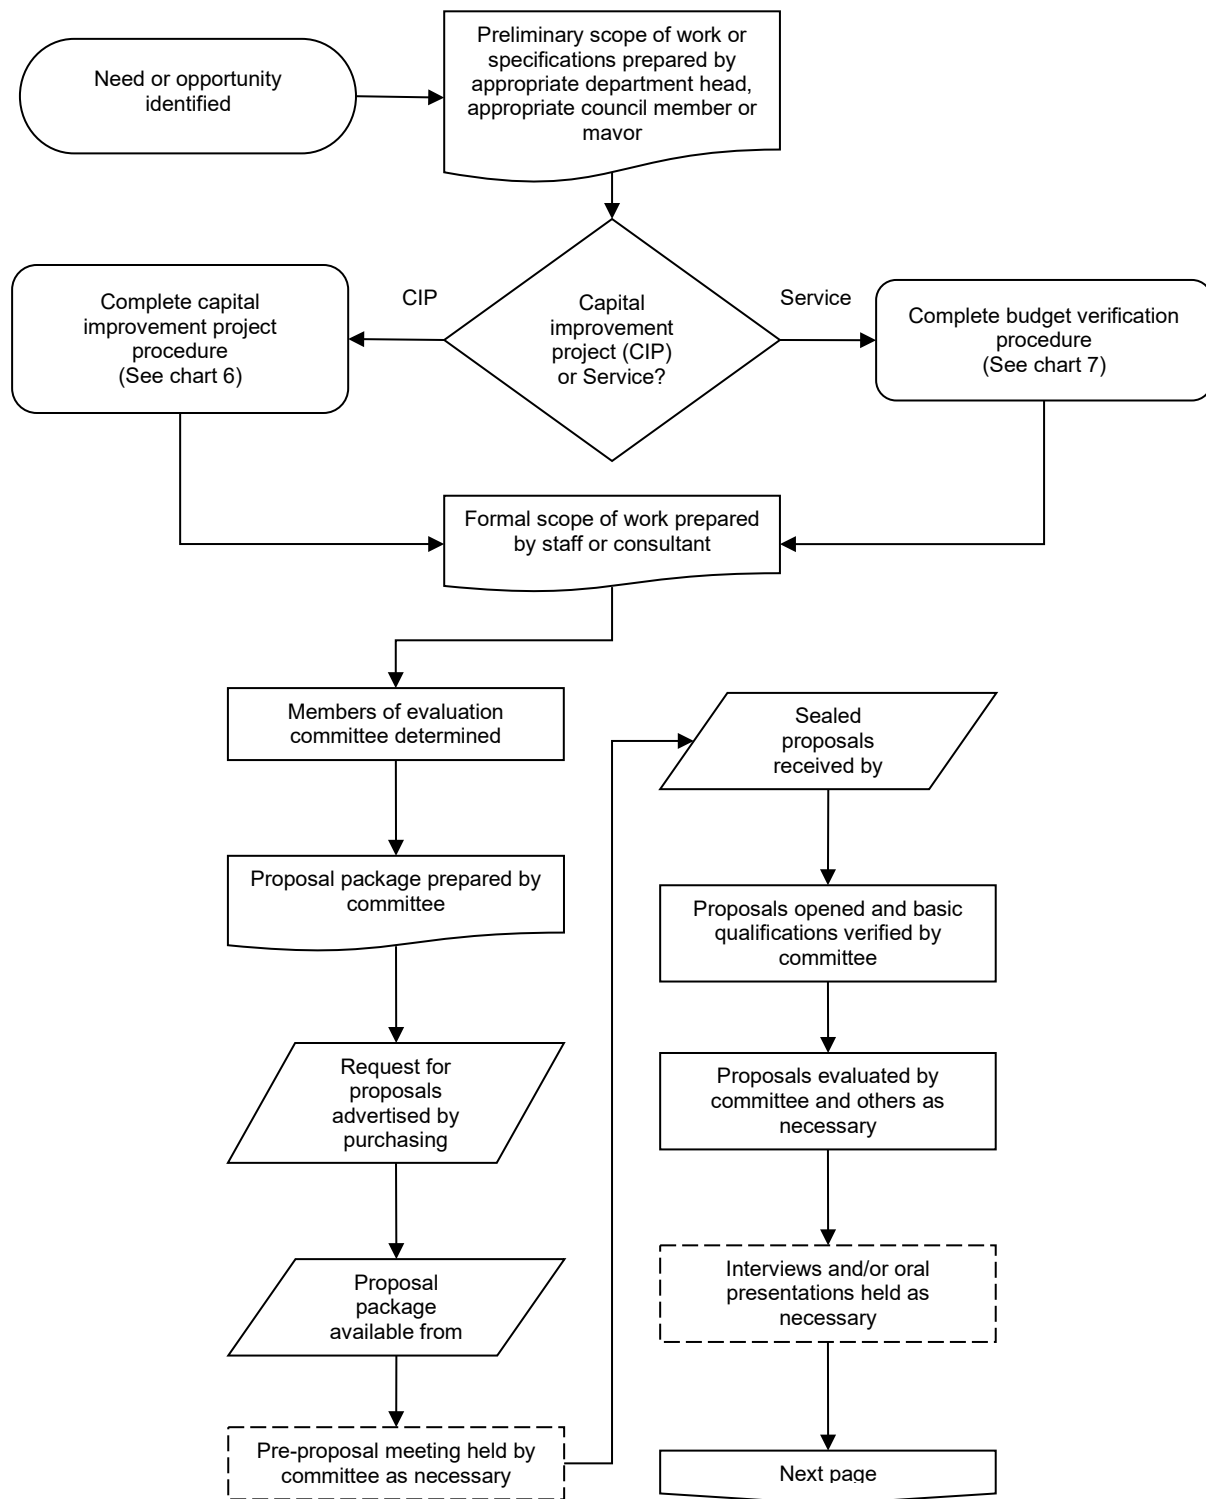 Need or opportunity
identified
Preliminary scope of work or
specifications prepared by
appropriate department head,
appropriate council member or
mavor
CIP
Service
Complete capital
improvement project
procedure
(See chart 6)
Capital
improvement
project (CIP)
or Service?
Complete budget verification
procedure
(See chart 7)
Formal scope of work prepared
by staff or consultant
Members of evaluation
committee determined
Proposal package prepared by
committee
Request for
proposals
advertised by
purchasing
Proposal
package
available from
Pre-proposal meeting held by
committee as necessary
Sealed
proposals
received by
Proposals opened and basic
qualifications verified by
committee
Proposals evaluated by
committee and others as
necessary
Interviews and/or oral
presentations held as
necessary
Next page